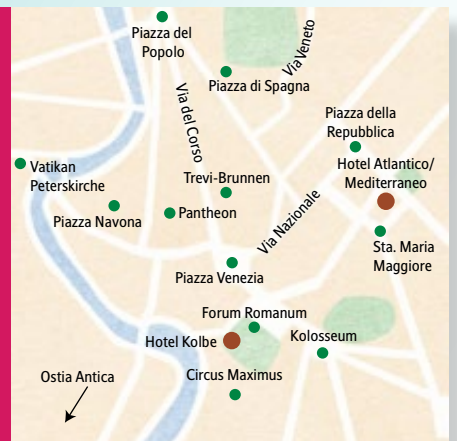 Piazza del
Popolo
Via Veneto
Piazza di Spagna
Via del Corso
Piazza della
Repubblica
Hotel Atlantico/
Mediterraneo
Vatikan
Peterskirche
Trevi-Brunnen
Piazza Navona
Pantheon
Via Nazionale
Sta. Maria
Maggiore
Piazza Venezia
Forum Romanum
Hotel Kolbe
Kolosseum
Circus Maximus
Ostia Antica